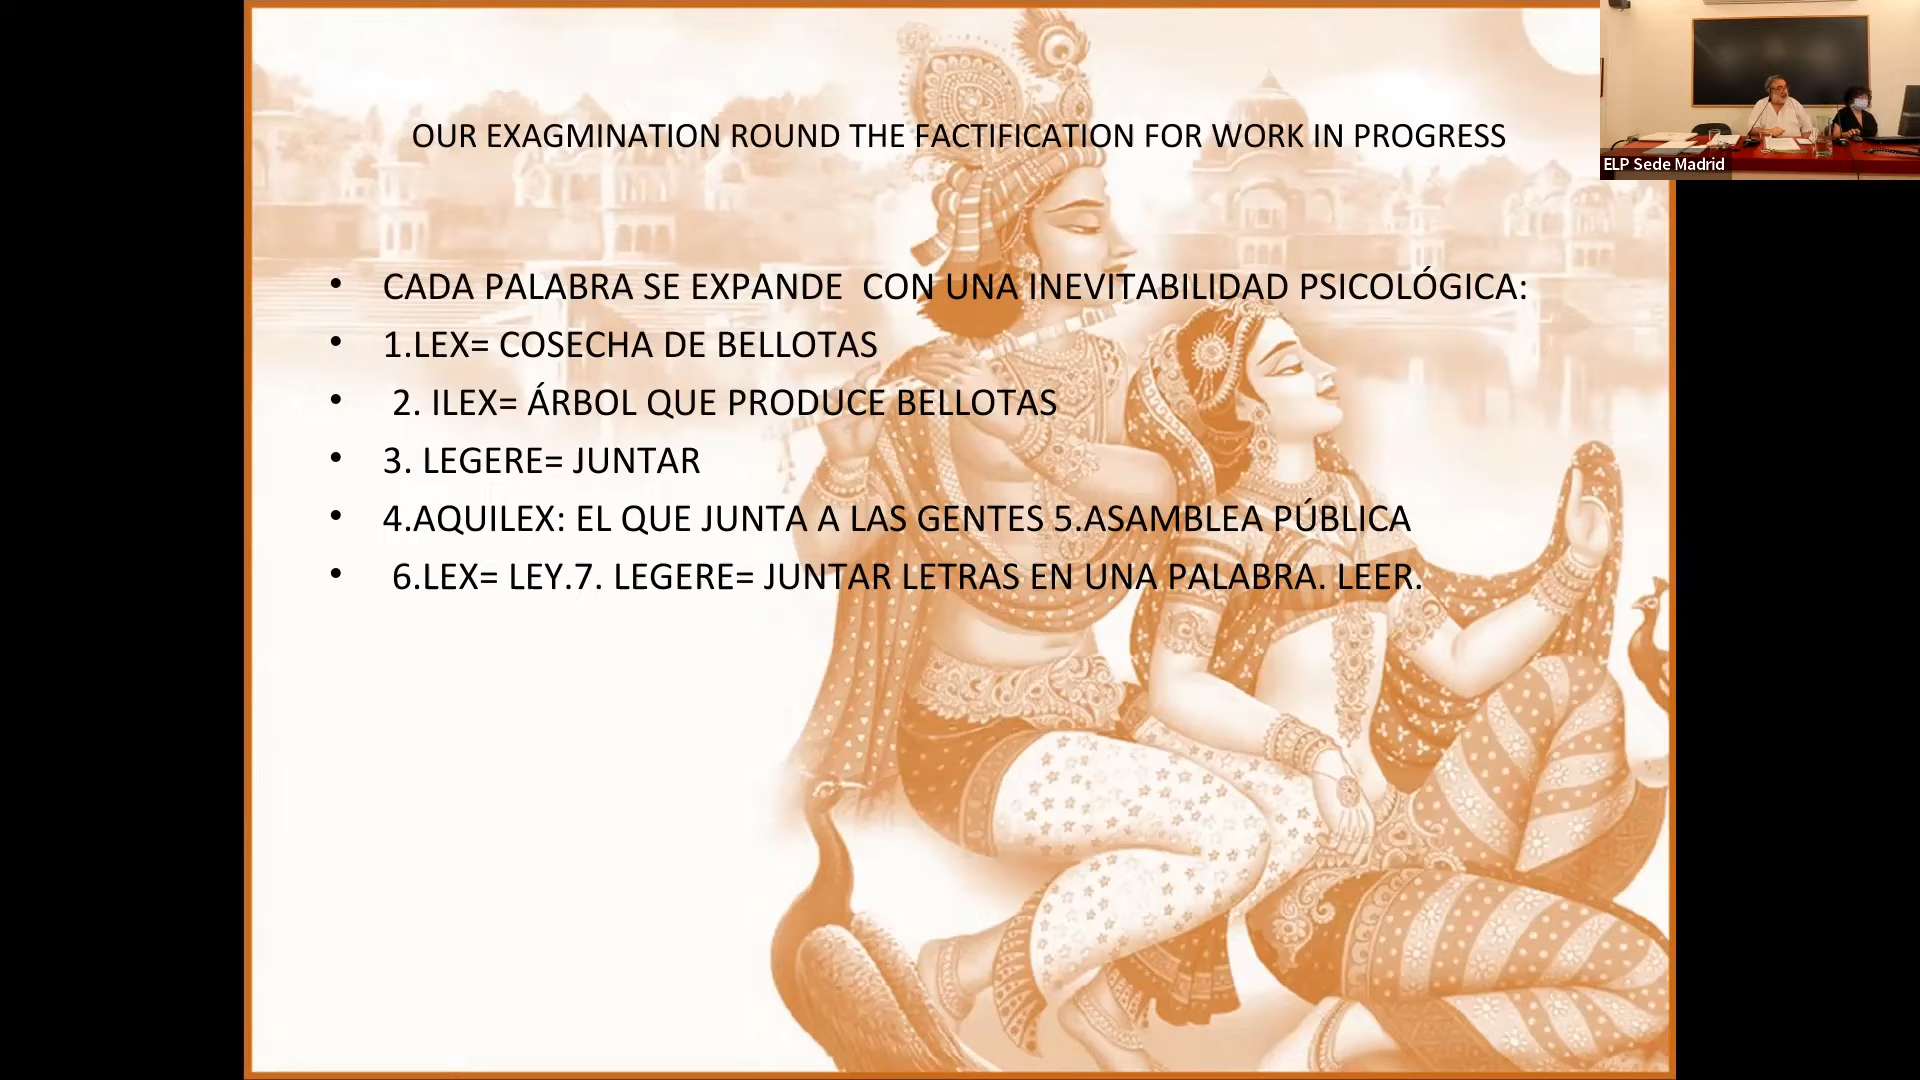 OUR EXAGMINATION ROUND THE FACTIFICATION FOR WORK IN PROGRESS
ELP Sede Madrid
• CADA PALABRA SE EXPANDE CON UNA INEVITABILIDAD PSICOLÓGICA:
• 1.LEX= COSECHA DE BELLOTAS
• 2. ILEX= ÁRBOL QUE PRODUCE BELLOTAS
• 3. LEGERE= JUNTAR
• 4.AQUILEX: EL QUE JUNTA A LAS GENTES 5.ASAMBLEA PÚBLICA
• 6.LEX= LEY.7. LEGERE= JUNTAR LETRAS EN UNA PALABRA. LEER.